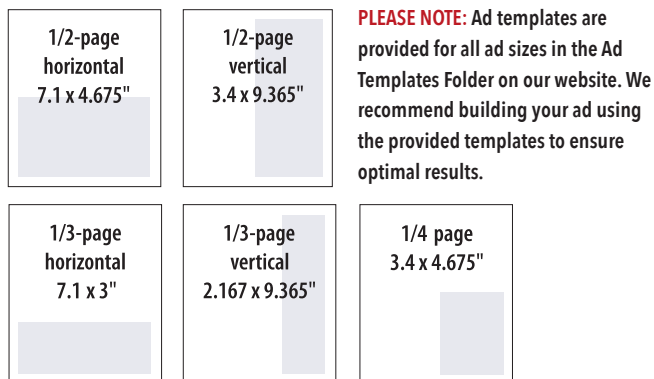 1/2-page
horizontal
7.1 x 4.675"
1/2-page
vertical
3.4 x 9.365"
PLEASE NOTE: Ad templates are
provided for all ad sizes in the Ad
Templates Folder on our website. We
recommend building your ad using
the provided templates to ensure
optimal results.
1/3-page
horizontal
7.1 x 3"
1/3-page
vertical
2.167 x 9.365"
1/4 page
3.4 x 4.675"